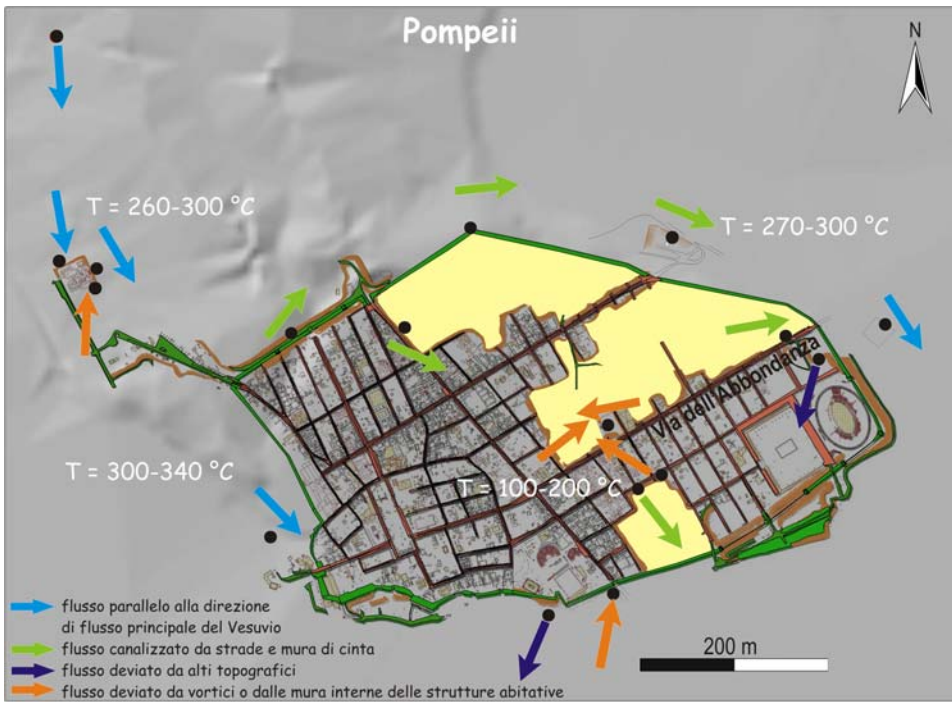 Pompeii
N
T = 260-300 °C
T = 270-300 °C
Via dell'Abbondanza
T = 300-340 °C
T = 100-200 °C
flusso parallelo alla direzione
di flusso principale del Vesuvio
flusso canalizzato da strade e mura di cinta
flusso deviato da alti topografici
flusso deviato da vortici o dalle mura interne delle strutture abitative
200 m